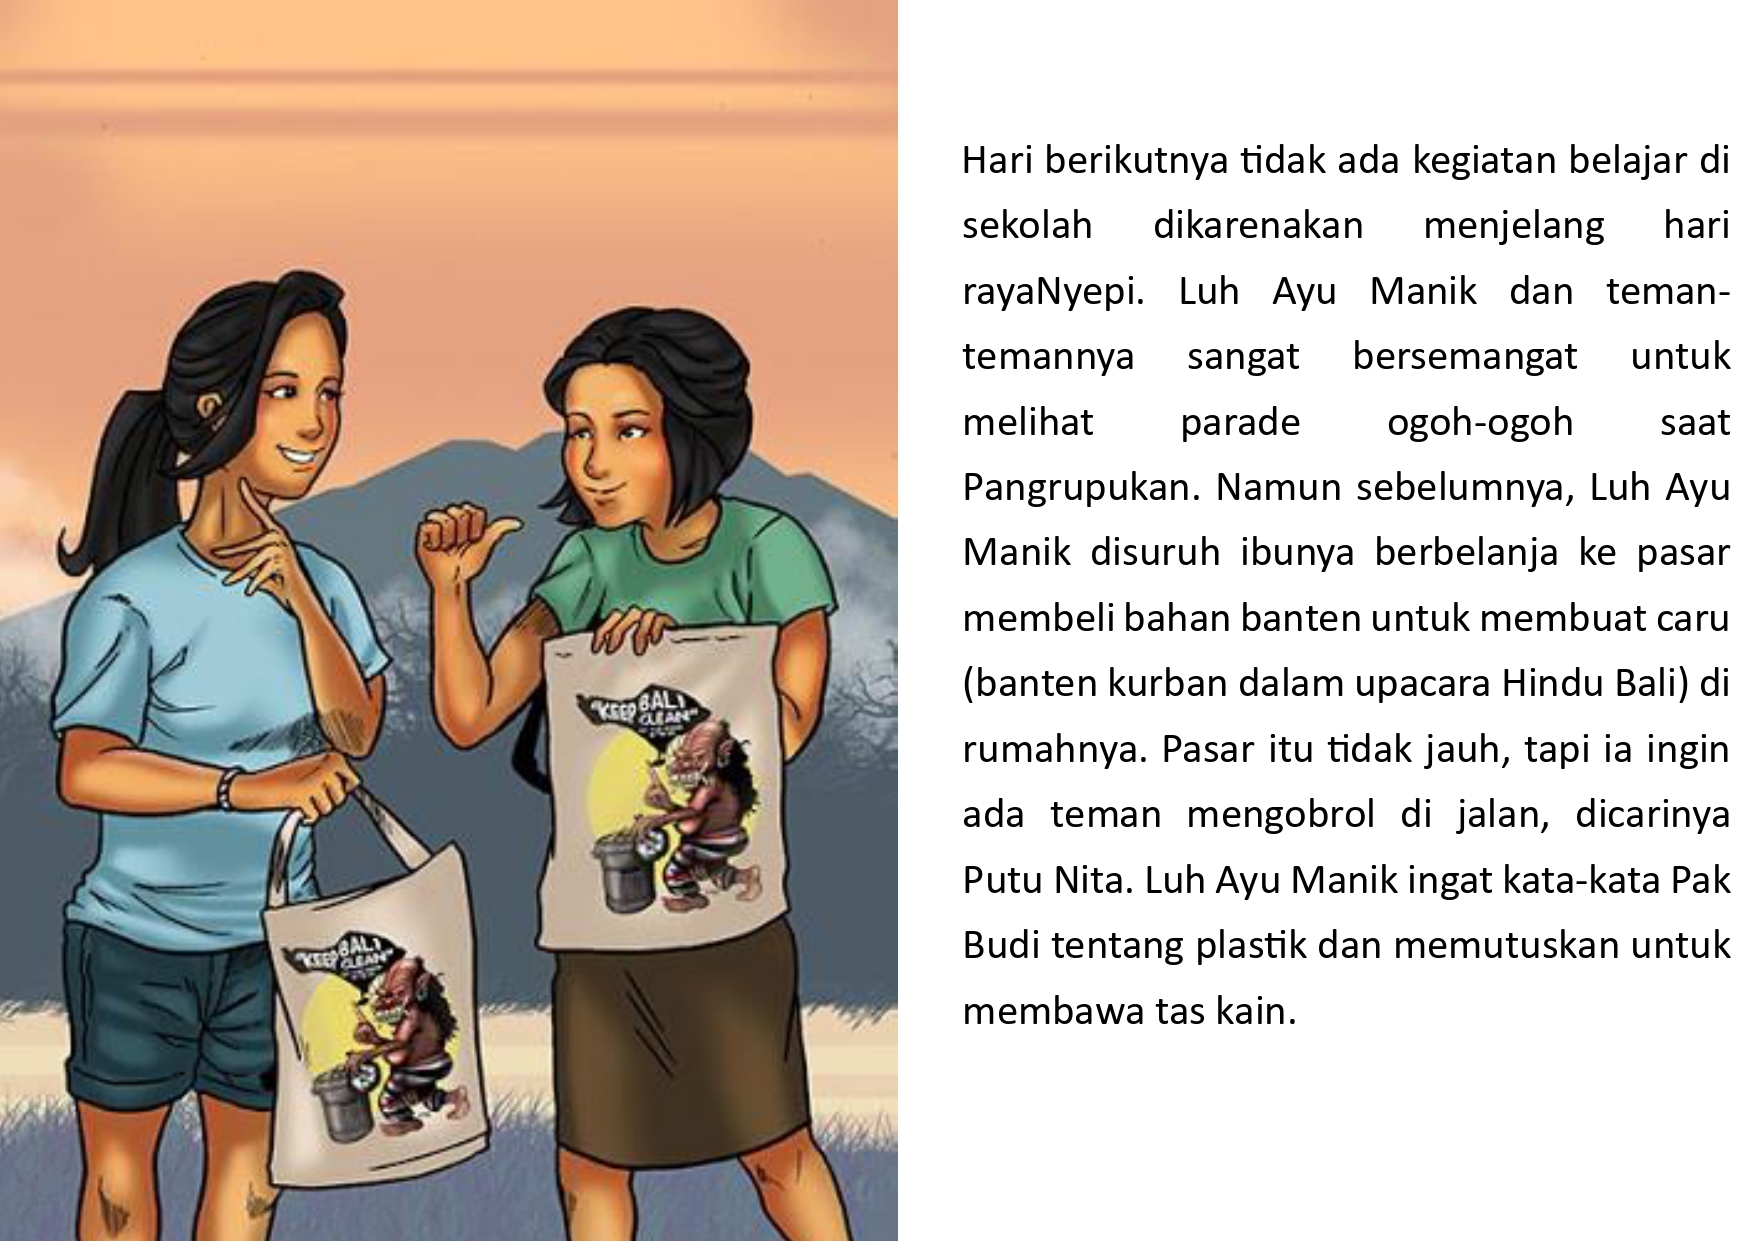 "KEEP BALI
CLEAN"
"KEEP BALI
CLEAN"
Hari berikutnya tidak ada kegiatan belajar di
sekolah dikarenakan menjelang hari
rayaNyepi. Luh Ayu Manik dan teman-
temannya sangat bersemangat untuk
melihat parade ogoh-ogoh saat
Pangrupukan. Namun sebelumnya, Luh Ayu
Manik disuruh ibunya berbelanja ke pasar
membeli bahan banten untuk membuat caru
(banten kurban dalam upacara Hindu Bali) di
rumahnya. Pasar itu tidak jauh, tapi ia ingin
ada teman mengobrol di jalan, dicarinya
Putu Nita. Luh Ayu Manik ingat kata-kata Pak
Budi tentang plastik dan memutuskan untuk
membawa tas kain.